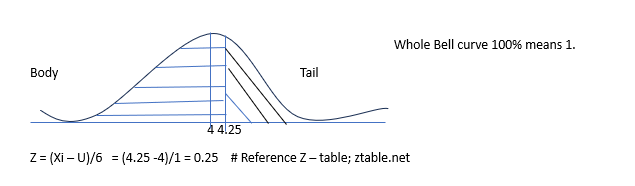 Whole Bell curve 100% means 1.
Body
Tail
4 4.25
Z = (Xi – U)/6 = (4.25 -4)/1 = 0.25 # Reference Z – table; ztable.net